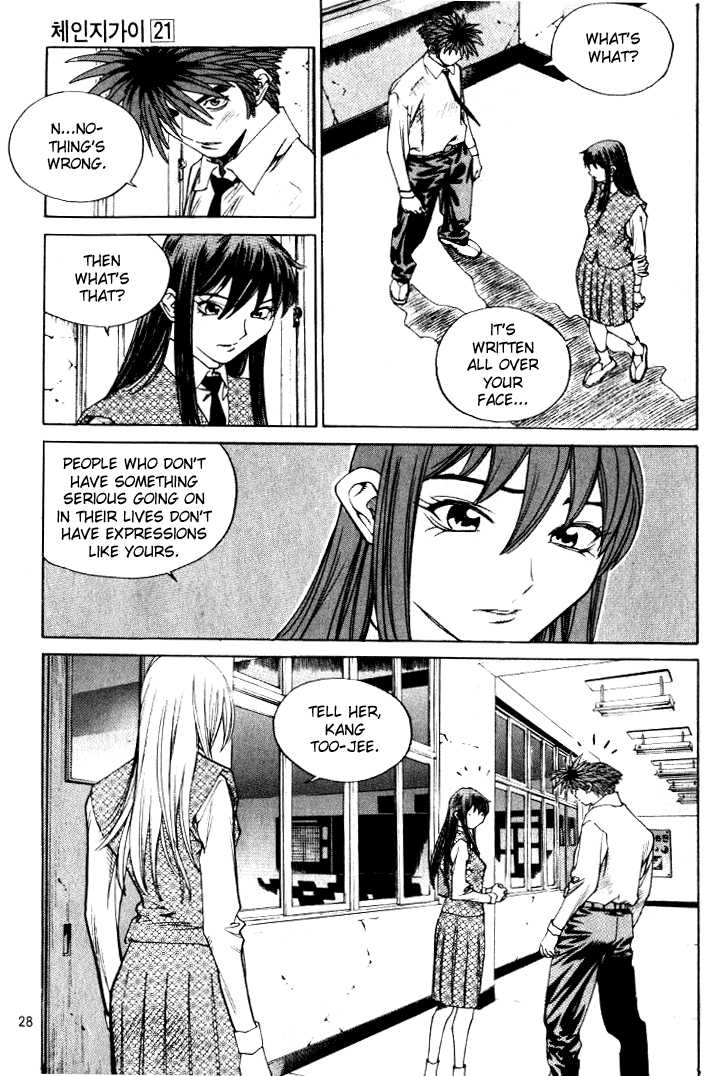 체인지가이 21
N...NO-
THING'S
WRONG.
WHAT'S
WHAT?
THEN
WHAT'S
THAT?
IT'S
WRITTEN
ALL OVER
YOUR
FACE...
PEOPLE WHO DON'T
HAVE SOMETHING
SERIOUS GOING ON
IN THEIR LIVES DON'T
HAVE EXPRESSIONS
LIKE YOURS.
TELL HER,
KANG
TOO-JEE.
28